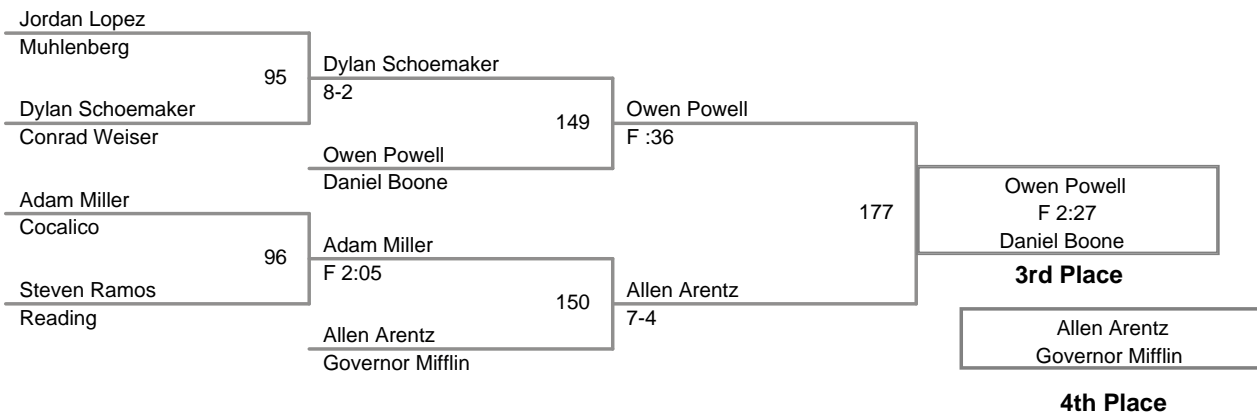 Jordan Lopez
Muhlenberg
95
Dylan Schoemaker
Conrad Weiser
Dylan Schoemaker
8-2
149
Owen Powell
Daniel Boone
Owen Powell
F :36
Adam Miller
Cocalico
96
Steven Ramos
Reading
Adam Miller
F 2:05
150
Allen Arentz
Governor Mifflin
Allen Arentz
7-4
177
Owen Powell
F 2:27
Daniel Boone
3rd Place
Allen Arentz
Governor Mifflin
4th Place